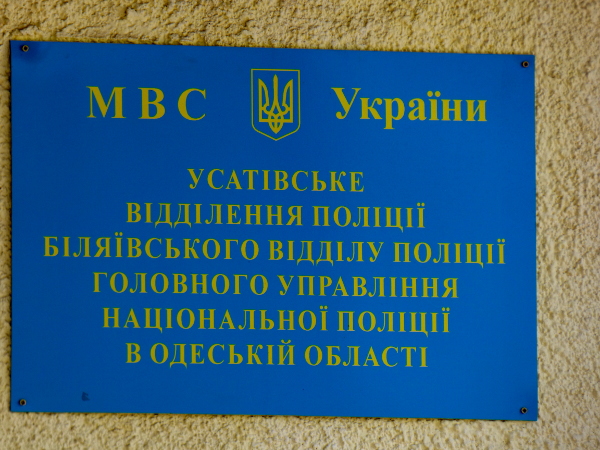 МВС України
УСАТІВСЬКЕ
ВІДДІЛЕННЯ ПОЛІЦІЇ
БІЛЯЇВСЬКОГО ВІДДІЛУ ПОЛІЦІЇ
ГОЛОВНОГО УПРАВЛІННЯ
НАЦІОНАЛЬНОЇ ПОЛІЦІЇ
В ОДЕСЬКІЙ ОБЛАСТІ